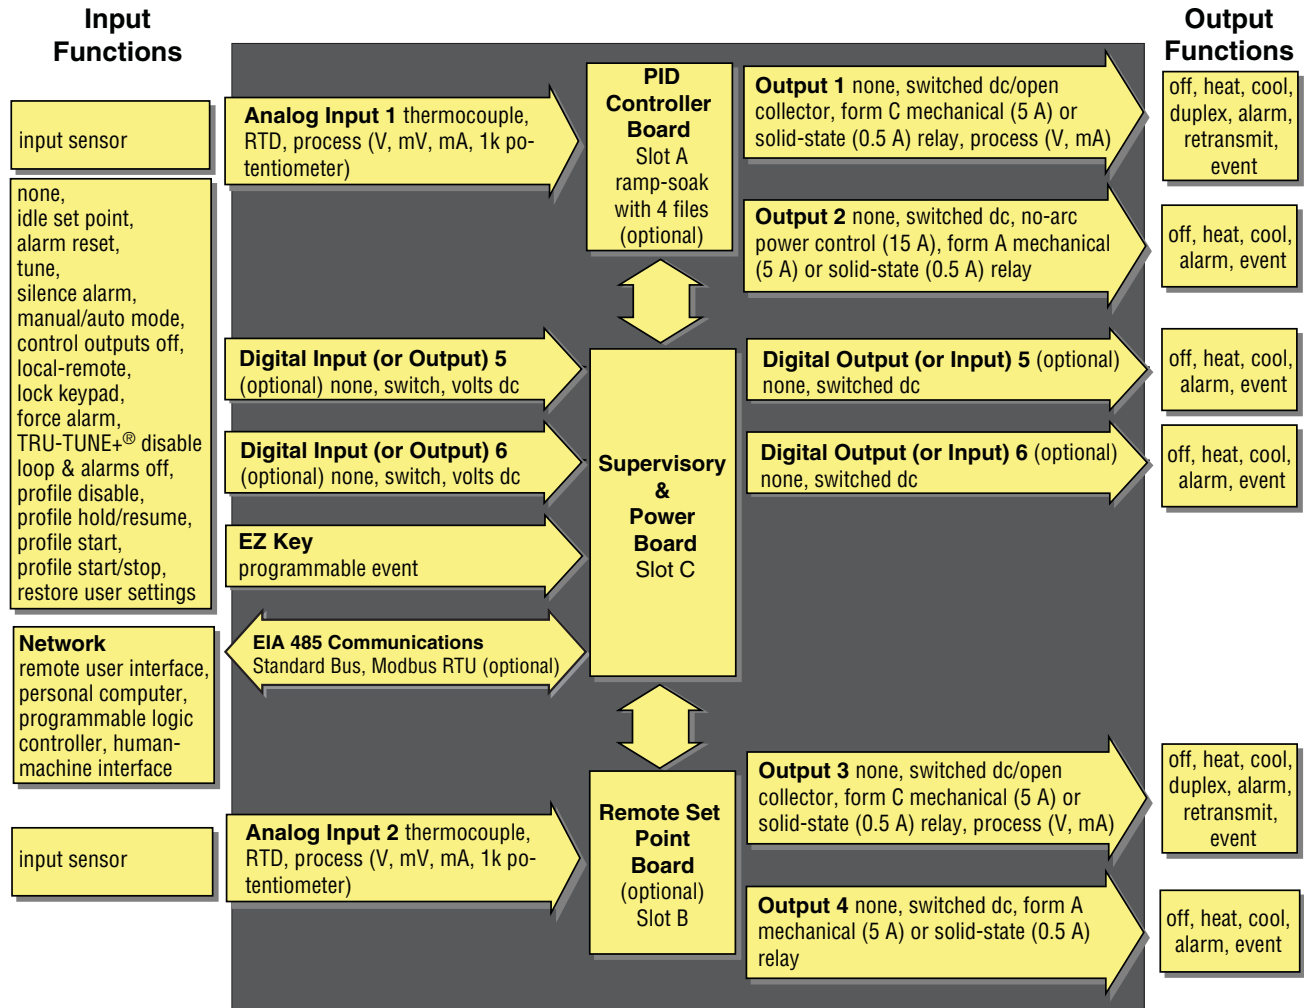 Input
Functions
Output
Functions
input sensor
Analog Input 1 thermocouple,
RTD, process (V, mV, mA, 1k po-
tentiometer)
PID
Controller
Board
Slot A
ramp-soak
with 4 files
(optional)
Output 1 none, switched dc/open
collector, form C mechanical (5 A) or
solid-state (0.5 A) relay, process (V, mA)
off, heat, cool,
duplex, alarm,
retransmit,
event
Output 2 none, switched dc, no-arc
power control (15 A), form A mechanical
(5 A) or solid-state (0.5 A) relay
off, heat, cool,
alarm, event
none,
idle set point,
alarm reset,
tune,
silence alarm,
manual/auto mode,
control outputs off,
local-remote,
lock keypad,
force alarm,
TRU-TUNE+® disable
loop & alarms off,
profile disable,
profile hold/resume,
profile start,
profile start/stop,
restore user settings
Digital Input (or Output) 5
(optional) none, switch, volts dc
Digital Input (or Output) 6
(optional) none, switch, volts dc
EZ Key
programmable event
Supervisory
&
Power
Board
Slot C
Digital Output (or Input) 5 (optional)
none, switched dc
off, heat, cool,
alarm, event
Digital Output (or Input) 6 (optional)
none, switched dc
off, heat, cool,
alarm, event
Network
remote user interface,
personal computer,
programmable logic
controller, human-
machine interface
EIA 485 Communications
Standard Bus, Modbus RTU (optional)
input sensor
Analog Input 2 thermocouple,
RTD, process (V, mV, mA, 1k po-
tentiometer)
Remote Set
Point
Board
(optional)
Slot B
Output 3 none, switched dc/open
collector, form C mechanical (5 A) or
solid-state (0.5 A) relay, process (V, mA)
off, heat, cool,
duplex, alarm,
retransmit,
event
Output 4 none, switched dc, form A
mechanical (5 A) or solid-state (0.5 A)
relay
off, heat, cool,
alarm, event